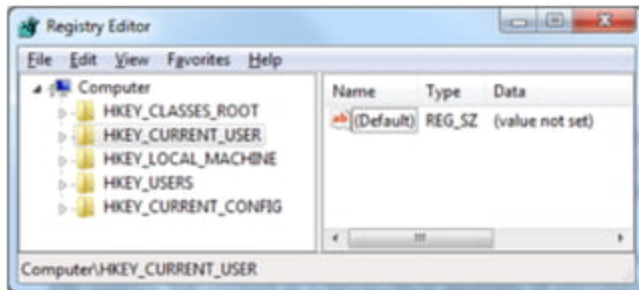 Registry Editor
File Edit View Favorites Help
Computer
HKEY_CLASSES_ROOT
HKEY_CURRENT_USER
HKEY_LOCAL_MACHINE
HKEY_USERS
HKEY_CURRENT_CONFIG
Name Type Data
ab (Default) REG_SZ (value not set)
Computer\HKEY_CURRENT_USER